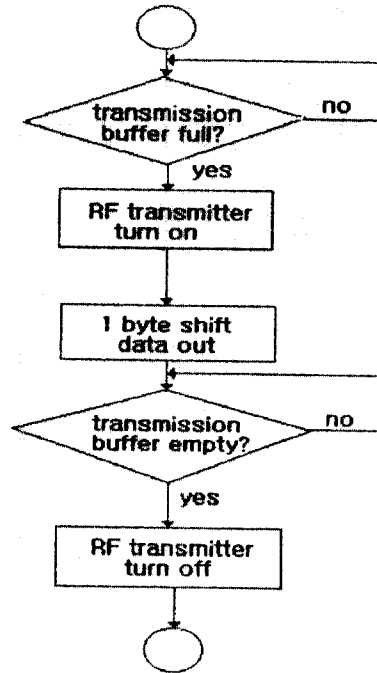 transmission
buffer full?
no
yes
RF transmitter
turn on
1 byte shift
data out
transmission
buffer empty?
no
yes
RF transmitter
turn off